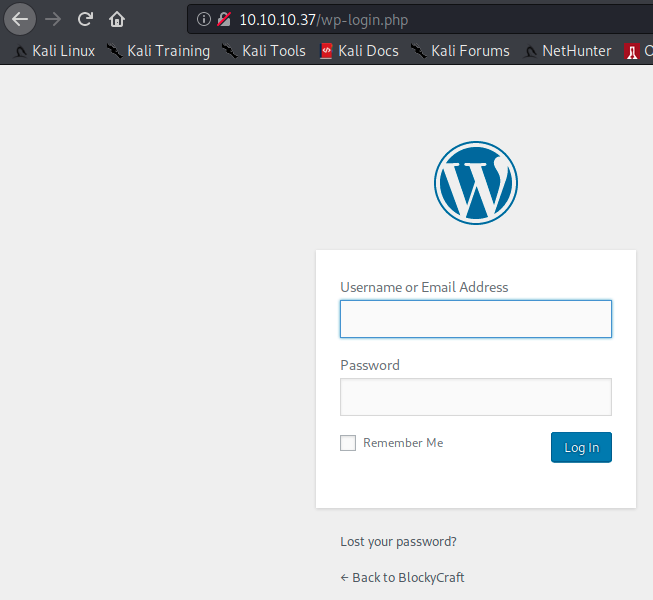 10.10.10.37/wp-login.php
Kali Linux Kali Training Kali Tools Kali Docs Kali Forums NetHunter
Username or Email Address
Password
Remember Me Log In
Lost your password?
← Back to BlockyCraft